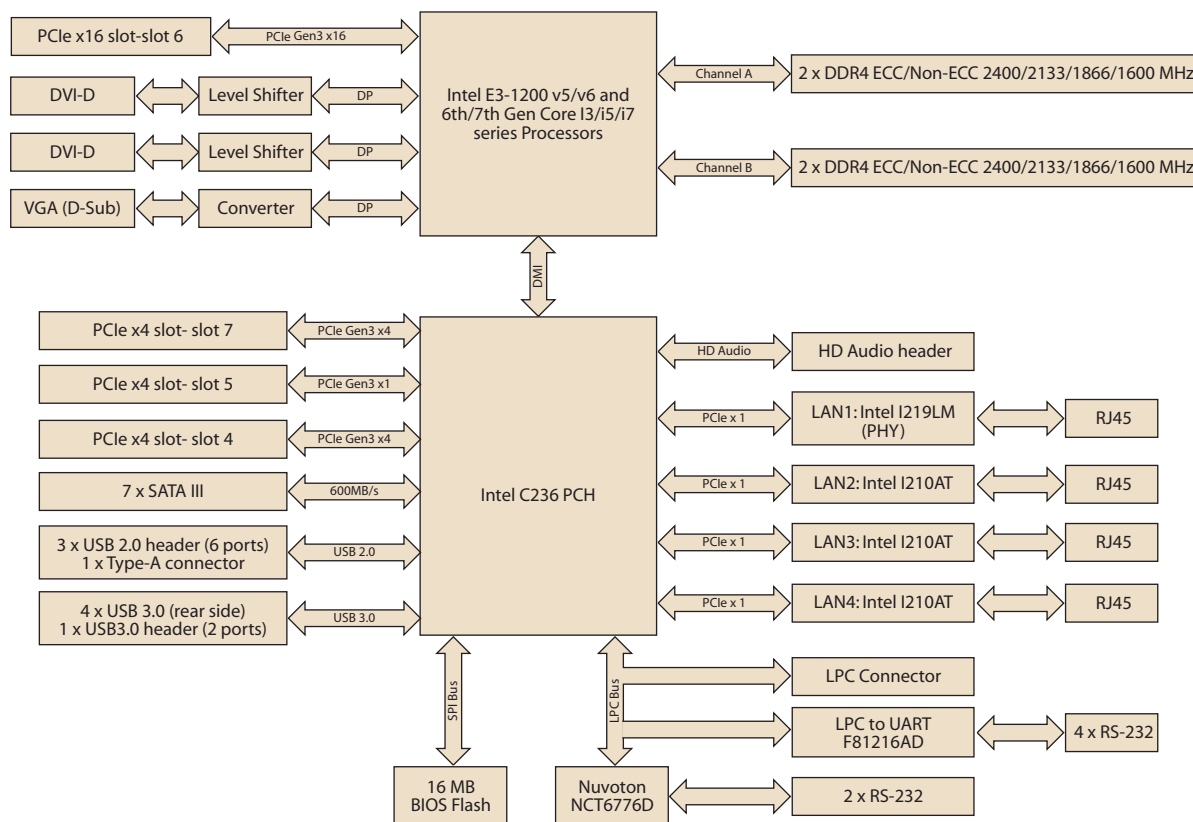 PCIe x16 slot-slot 6
PCIe Gen3 x16
DVI-D
Level Shifter
DP
DVI-D
Level Shifter
DP
VGA (D-Sub)
Converter
DP
Intel E3-1200 v5/v6 and
6th/7th Gen Core I3/i5/i7
series Processors
Channel A
2 x DDR4 ECC/Non-ECC 2400/2133/1866/1600 MHz
Channel B
2 x DDR4 ECC/Non-ECC 2400/2133/1866/1600 MHz
DMI
PCIe x4 slot- slot 7
PCIe Gen3 x4
PCIe x4 slot- slot 5
PCIe Gen3 x1
PCIe x4 slot- slot 4
PCIe Gen3 x4
7 x SATA III
600MB/s
3 x USB 2.0 header (6 ports)
1 x Type-A connector
USB 2.0
4 x USB 3.0 (rear side)
1 x USB3.0 header (2 ports)
USB 3.0
Intel C236 PCH
HD Audio
HD Audio header
PCIe x 1
LAN1: Intel I219LM
(PHY)
RJ45
PCIe x 1
LAN2: Intel I210AT
RJ45
PCIe x 1
LAN3: Intel I210AT
RJ45
PCIe x 1
LAN4: Intel I210AT
RJ45
SPI Bus
LPC Bus
LPC Connector
LPC to UART
F81216AD
4 x RS-232
16 MB
BIOS Flash
Nuvoton
NCT6776D
2 x RS-232